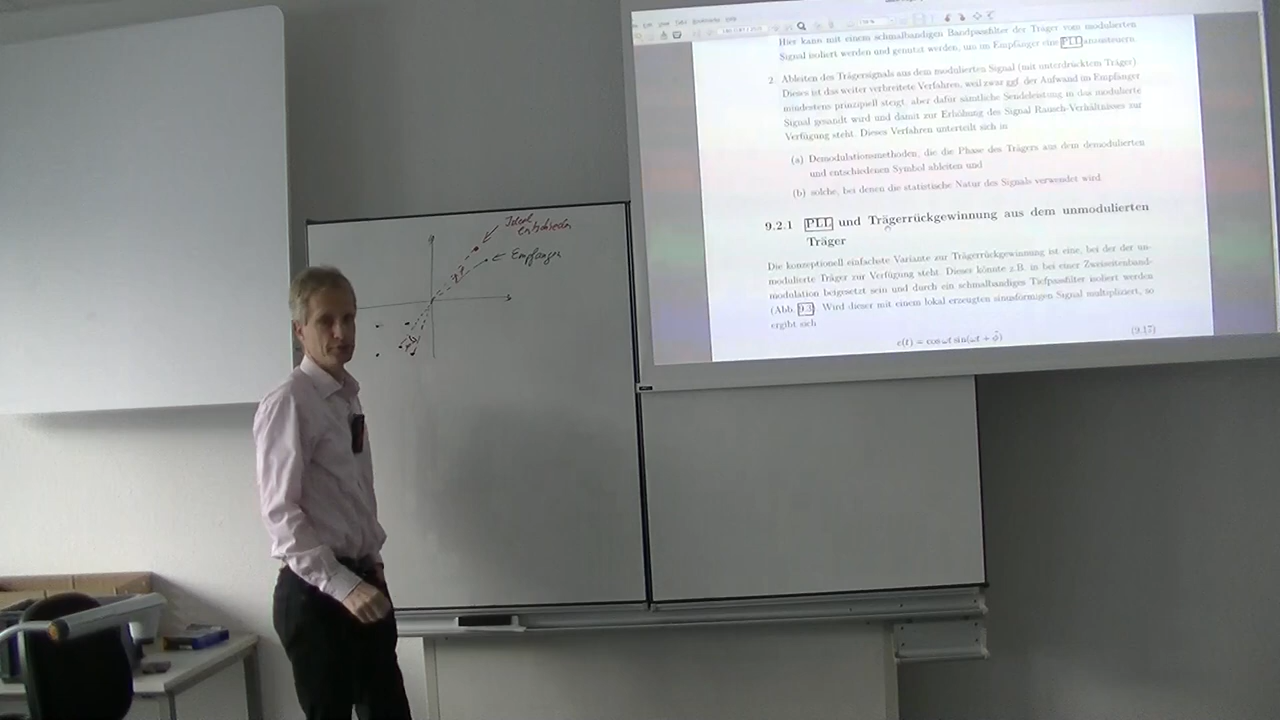 Ideal
entschieden
Empfänger
Hier kann mit einem schmalbandigen Bandpassfilter der Träger vom modulierten
Signal isoliert werden und genutzt werden, um im Empfänger eine PLL anzusteuern.
2. Ableiten des Trägersignals aus dem modulierten Signal (mit unterdrücktem Träger)
Dieses ist das weiter verbreitete Verfahren, weil zwar ggf. der Aufwand im Empfänger
mindestens prinzipiell steigt, aber dafür sämtliche Sendeleistung in das modulierte
Signal gesandt wird und damit zur Erhöhung des Signal Rausch-Verhältnisses zur
Verfügung steht. Dieses Verfahren unterteilt sich in
(a) Demodulationsmethoden, die die Phase des Trägers aus dem demodulierten
und entschiedenen Symbol ableiten und
(b) solche, bei denen die statistische Natur des Signals verwendet wird
9.2.1 PLL und Trägerrückgewinnung aus dem unmodulierten
Träger
Die konzeptionell einfachste Variante zur Trägerrückgewinnung ist eine, bei der der un-
modulierte Träger zur Verfügung steht. Dieses könnte z.B. in bei einer Zweiseitenband-
modulation beigesetzt sein und durch ein schmalbandiges Tiefpassfilter isoliert werden
(Abb. 9.3). Wird dieser mit einem lokal erzeugten sinusförmigen Signal multipliziert, so
ergibt sich
e(t) = cos ωt sin(ωt + φ̂) (9.17)